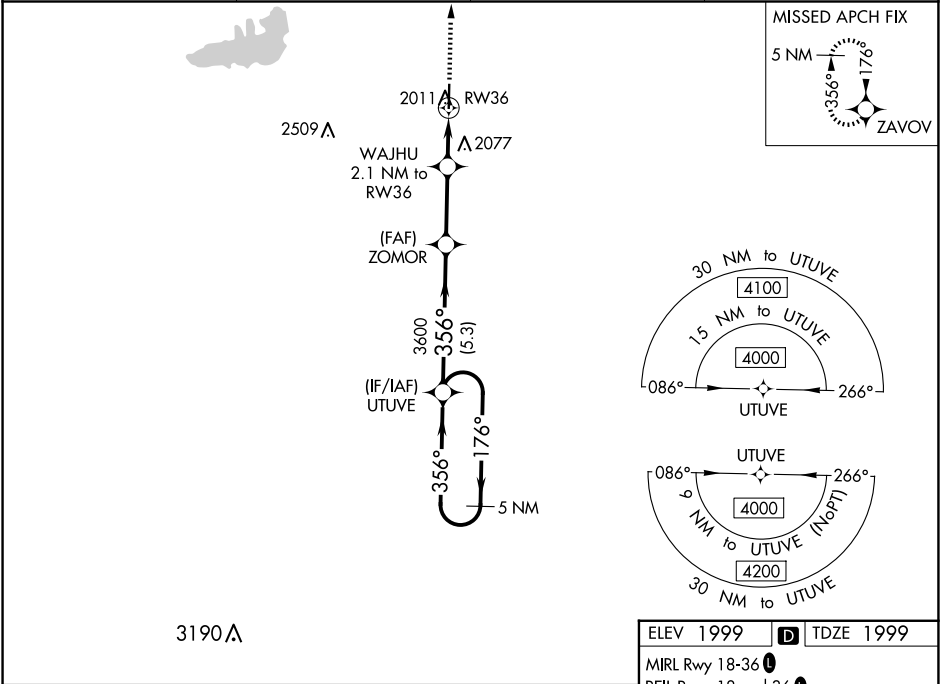 MISSED APCH FIX
5 NM
356°
176°
ZAVOV
2011
RW36
2509
2077
WAJHU
2.1 NM to
RW36
(FAF)
ZOMOR
3600
356°
(5.3)
(IF/IAF)
UTUVE
356°
176°
5 NM
3190
30 NM to UTUVE
4100
15 NM to UTUVE
4000
086°
266°
UTUVE
UTUVE
086°
266°
4000
9 NM to UTUVE (NoPT)
4200
30 NM to UTUVE
ELEV 1999 D TDZE 1999
MIRL Rwy 18-36 L